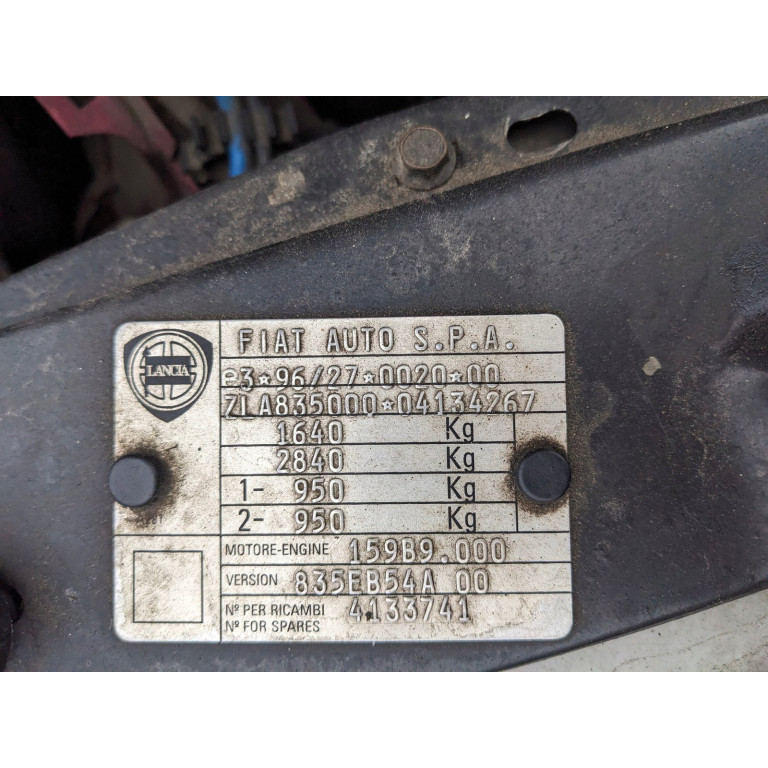 LANCIA
FIAT AUTO S.P.A.
e3*96/27*0020*00
ZLA835000*04134267
1640 Kg
2840 Kg
1- 950 Kg
2- 950 Kg
MOTORE-ENGINE 159B9.000
VERSION 835EB54A 00
Nº PER RICAMBI 4133741
Nº FOR SPARES